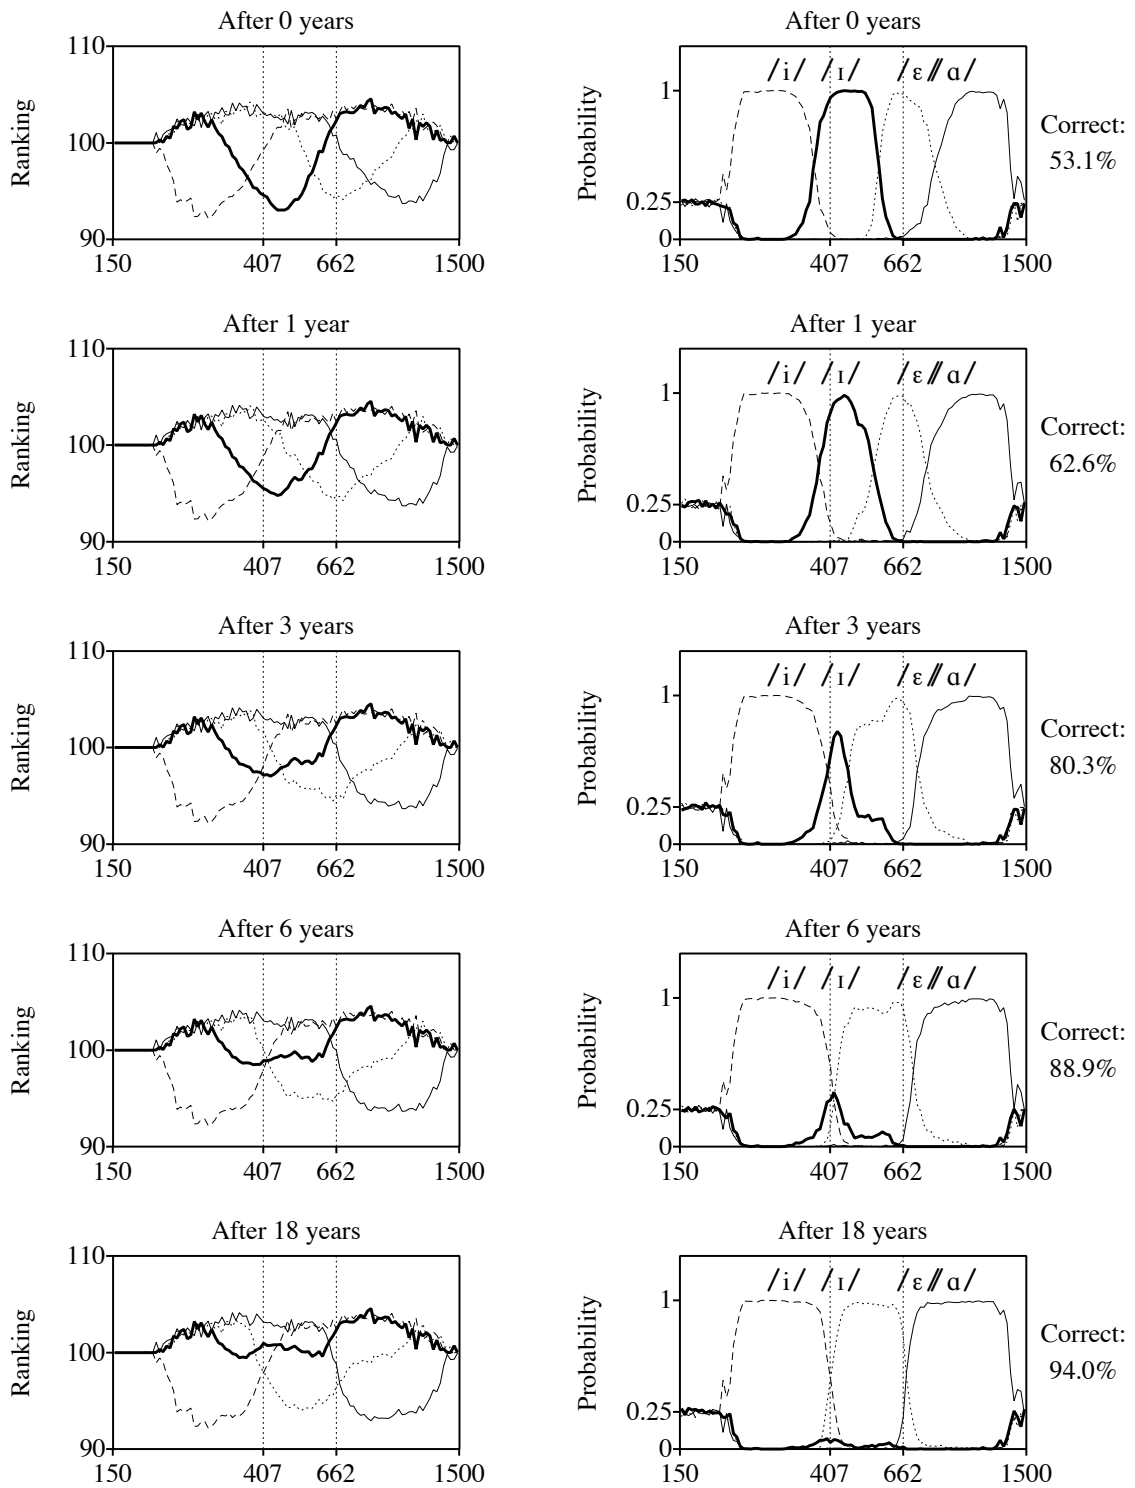 After 0 years
110
100
90
Ranking
150 407 662 1500
After 0 years
/i/ /ɪ/ /ɛ//ɑ/
1
0.25
0
Probability
150 407 662 1500
Correct:
53.1%
After 1 year
110
100
90
Ranking
150 407 662 1500
After 1 year
/i/ /ɪ/ /ɛ//ɑ/
1
0.25
0
Probability
150 407 662 1500
Correct:
62.6%
After 3 years
110
100
90
Ranking
150 407 662 1500
After 3 years
/i/ /ɪ/ /ɛ//ɑ/
1
0.25
0
Probability
150 407 662 1500
Correct:
80.3%
After 6 years
110
100
90
Ranking
150 407 662 1500
After 6 years
/i/ /ɪ/ /ɛ//ɑ/
1
0.25
0
Probability
150 407 662 1500
Correct:
88.9%
After 18 years
110
100
90
Ranking
150 407 662 1500
After 18 years
/i/ /ɪ/ /ɛ//ɑ/
1
0.25
0
Probability
150 407 662 1500
Correct:
94.0%